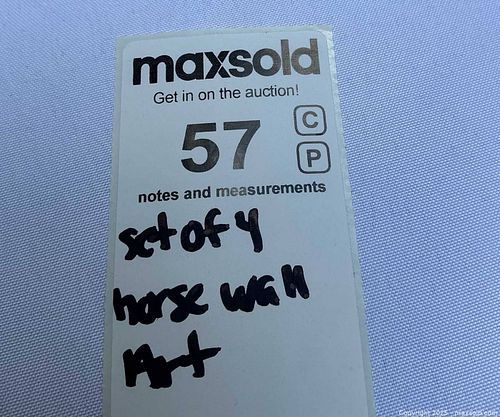 maxsold
Get in on the auction!
57
C
P
notes and measurements
set of 4
horse wall
Art
Copyright 2025 - maxsold.com